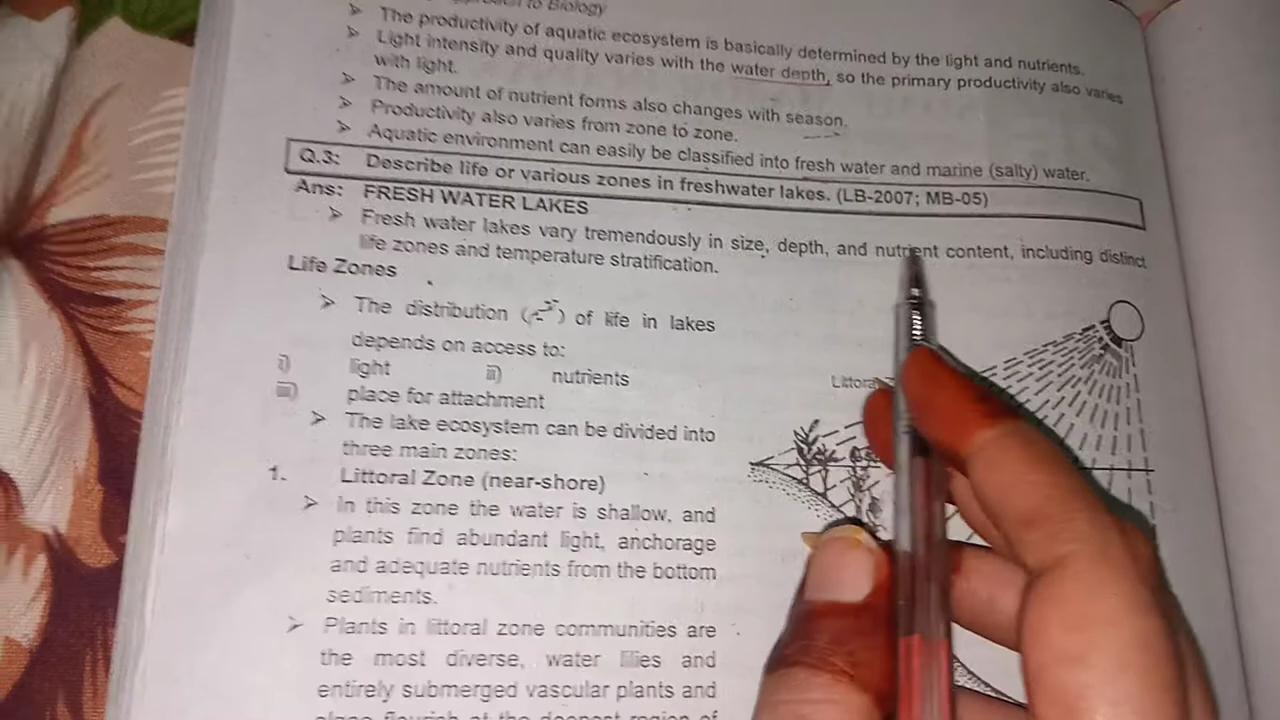 to Biology
➢ The productivity of aquatic ecosystem is basically determined by the light and nutrients.
➢ Light intensity and quality varies with the water depth, so the primary productivity also varies
with light.
➢ The amount of nutrient forms also changes with season.
➢ Productivity also varies from zone to zone.
➢ Aquatic environment can easily be classified into fresh water and marine (salty) water.
Q.3: Describe life or various zones in freshwater lakes. (LB-2007; MB-05)
Ans: FRESH WATER LAKES
➢ Fresh water lakes vary tremendously in size, depth, and nutrient content, including distinct
life zones and temperature stratification.
Life Zones
➢ The distribution ( ) of life in lakes
depends on access to:
i) light ii) nutrients
iii) place for attachment
➢ The lake ecosystem can be divided into
three main zones:
1. Littoral Zone (near-shore)
➢ In this zone the water is shallow, and
plants find abundant light, anchorage
and adequate nutrients from the bottom
sediments.
➢ Plants in littoral zone communities are
the most diverse, water lilies and
entirely submerged vascular plants and
Littoral